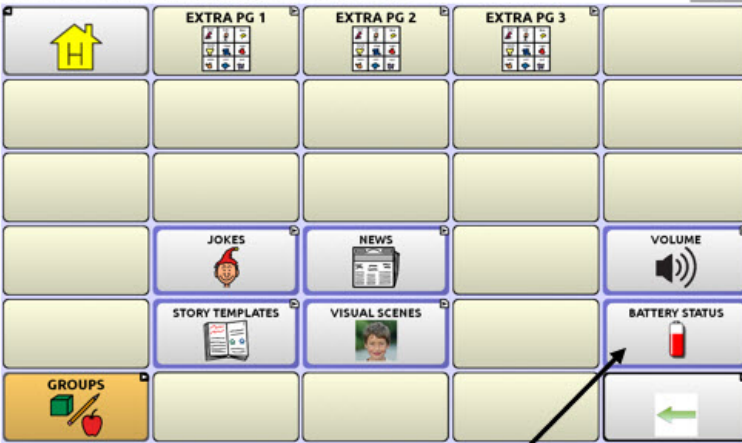 H
EXTRA PG 1
EXTRA PG 2
EXTRA PG 3
JOKES
NEWS
VOLUME
STORY TEMPLATES
VISUAL SCENES
BATTERY STATUS
GROUPS